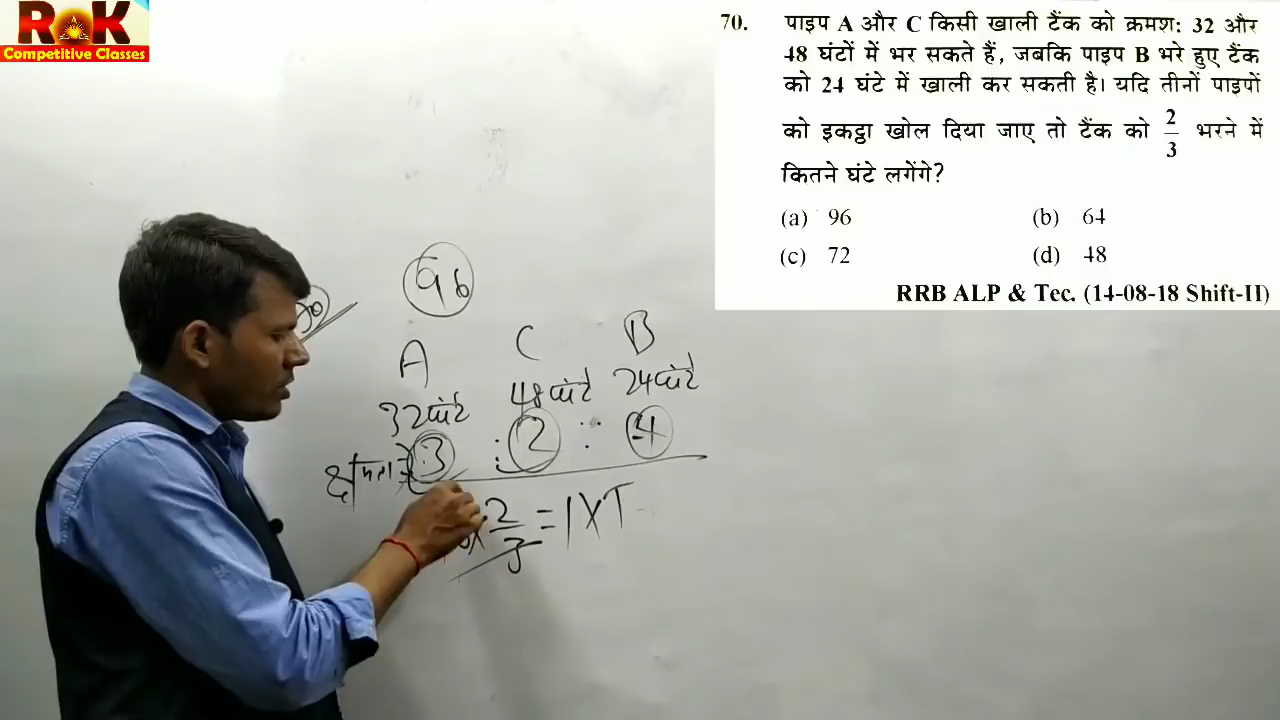 ROK
Competitive Classes
70. पाइप A और C किसी खाली टैंक को क्रमश: 32 और
48 घंटों में भर सकते हैं, जबकि पाइप B भरे हुए टैंक
को 24 घंटे में खाली कर सकती है। यदि तीनों पाइपों
को इकट्ठा खोल दिया जाए तो टैंक को 2/3 भरने में
कितने घंटे लगेंगे?
(a) 96 (b) 64
(c) 72 (d) 48
RRB ALP & Tec. (14-08-18 Shift-II)
96
A C B
32घंटे 48घंटे 24घंटे
क्षमता 3 : 2 : -4
× 2/3 = 1×T